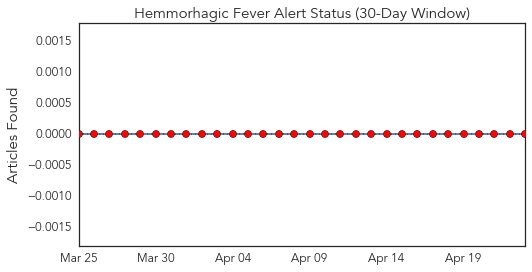 Hemmorhagic Fever Alert Status (30-Day Window)
Articles Found
0.0015
0.0010
0.0005
0.0000
−0.0005
−0.0010
−0.0015
Mar 25 Mar 30 Apr 04 Apr 09 Apr 14 Apr 19